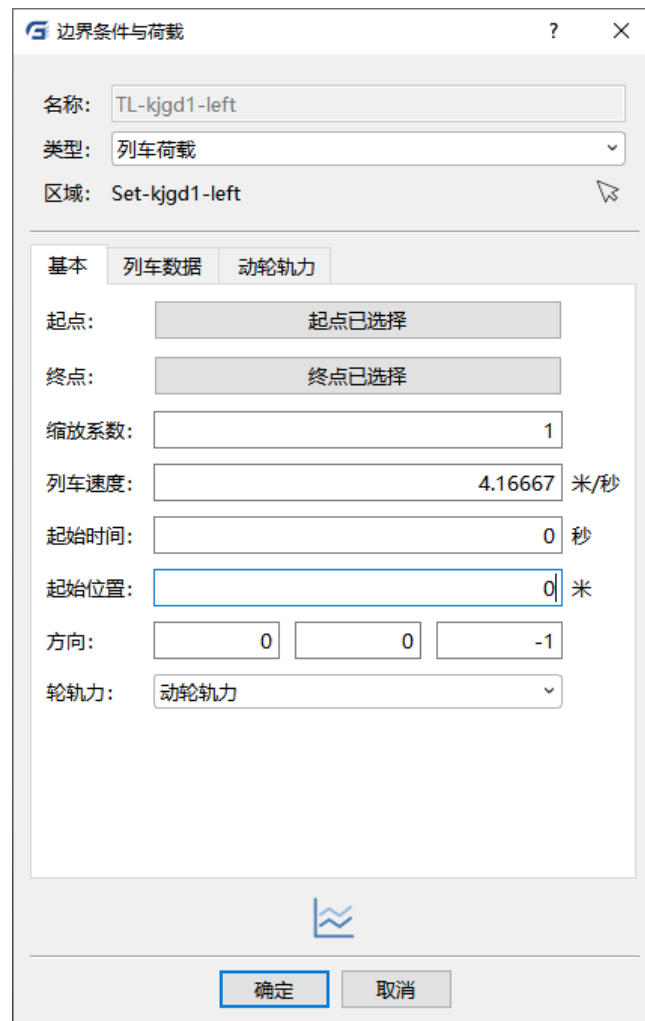 边界条件与荷载 ?
名称: TL-kjgd1-left
类型: 列车荷载
区域: Set-kjgd1-left
基本 列车数据 动轮轨力
起点: 起点已选择
终点: 终点已选择
缩放系数: 1
列车速度: 4.16667 米/秒
起始时间: 0 秒
起始位置: 0 米
方向: 0 0 -1
轮轨力: 动轮轨力
确定 取消